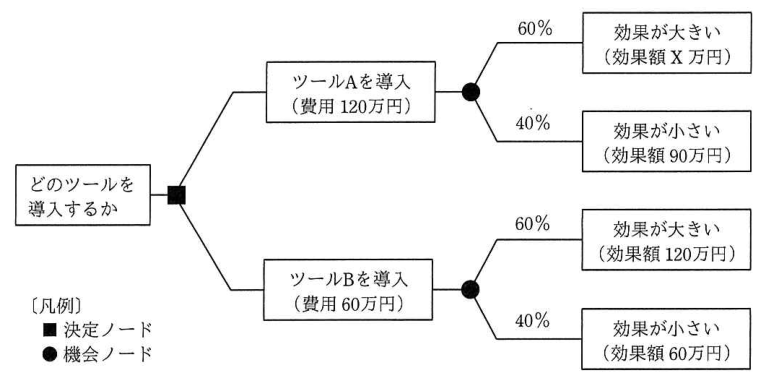 60%
効果が大きい
(効果額 X 万円)
ツールAを導入
(費用 120万円)
40%
効果が小さい
(効果額 90万円)
どのツールを
導入するか
60%
効果が大きい
(効果額 120万円)
ツールBを導入
(費用 60万円)
40%
効果が小さい
(効果額 60万円)
〔凡例〕
■ 決定ノード
● 機会ノード